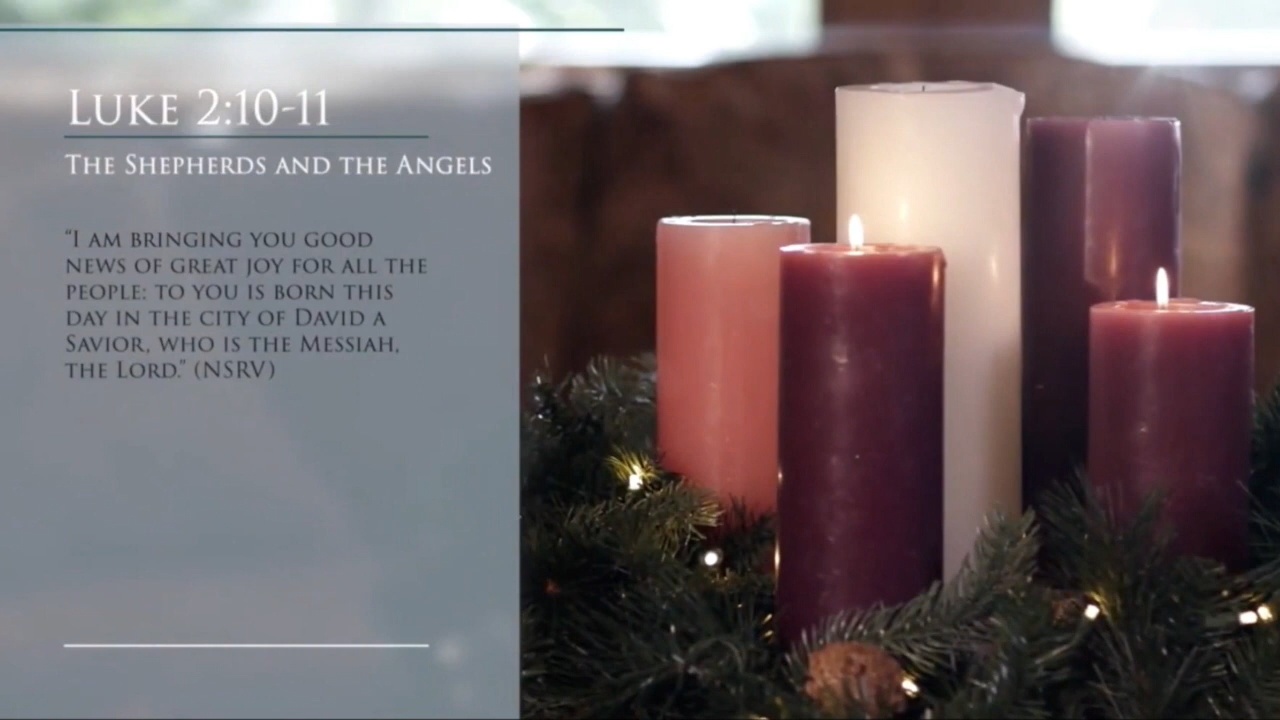 Luke 2:10-11
The Shepherds and the Angels
“I am bringing you good
news of great joy for all the
people: to you is born this
day in the city of David a
Savior, who is the Messiah,
the Lord.” (NSRV)